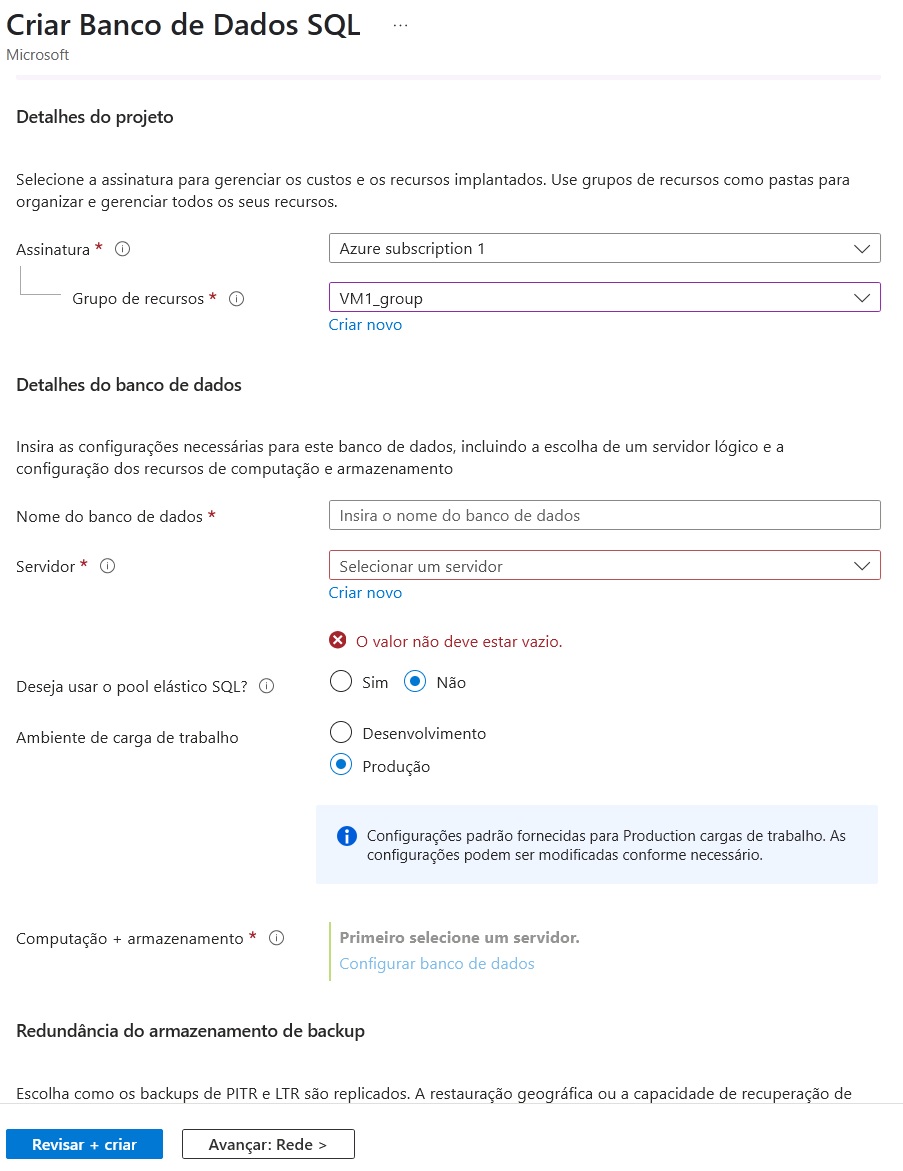 Criar Banco de Dados SQL ...
Microsoft
Detalhes do projeto
Selecione a assinatura para gerenciar os custos e os recursos implantados. Use grupos de recursos como pastas para
organizar e gerenciar todos os seus recursos.
Assinatura *
Azure subscription 1
Grupo de recursos *
VM1_group
Criar novo
Detalhes do banco de dados
Insira as configurações necessárias para este banco de dados, incluindo a escolha de um servidor lógico e a
configuração dos recursos de computação e armazenamento
Nome do banco de dados *
Insira o nome do banco de dados
Servidor *
Selecionar um servidor
Criar novo
O valor não deve estar vazio.
Deseja usar o pool elástico SQL?
Sim
Não
Ambiente de carga de trabalho
Desenvolvimento
Produção
Configurações padrão fornecidas para Production cargas de trabalho. As
configurações podem ser modificadas conforme necessário.
Computação + armazenamento *
Primeiro selecione um servidor.
Configurar banco de dados
Redundância do armazenamento de backup
Escolha como os backups de PITR e LTR são replicados. A restauração geográfica ou a capacidade de recuperação de
Revisar + criar
Avançar: Rede >